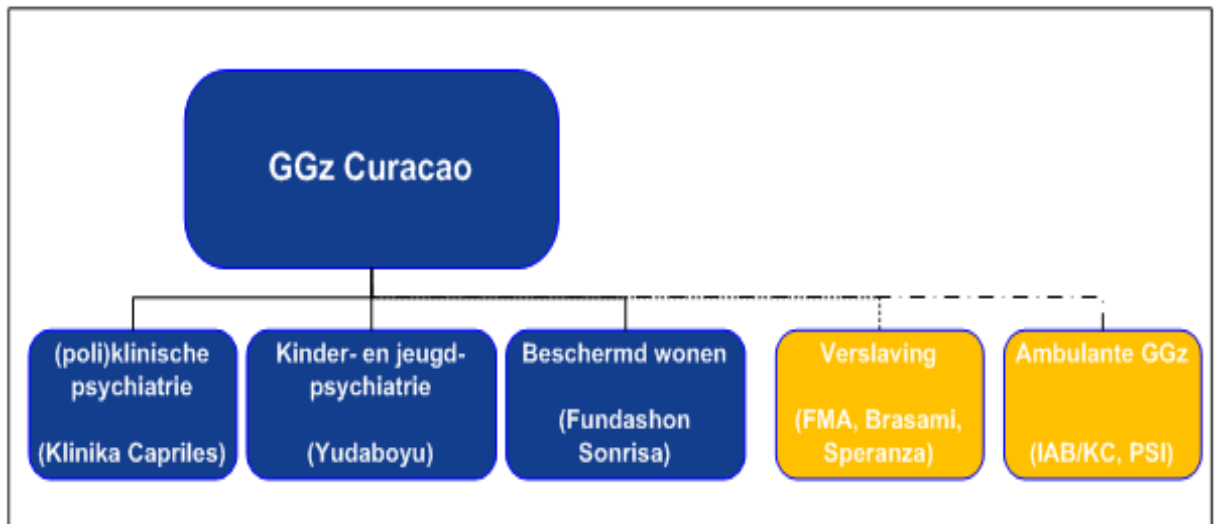 GGz Curacao
(poli)klinische
psychiatrie
(Klinika Capriles)
Kinder- en jeugd-
psychiatrie
(Yudaboyu)
Beschermd wonen
(Fundashon
Sonrisa)
Verslaving
(FMA, Brasami,
Speranza)
Ambulante GGz
(IAB/KC, PSI)